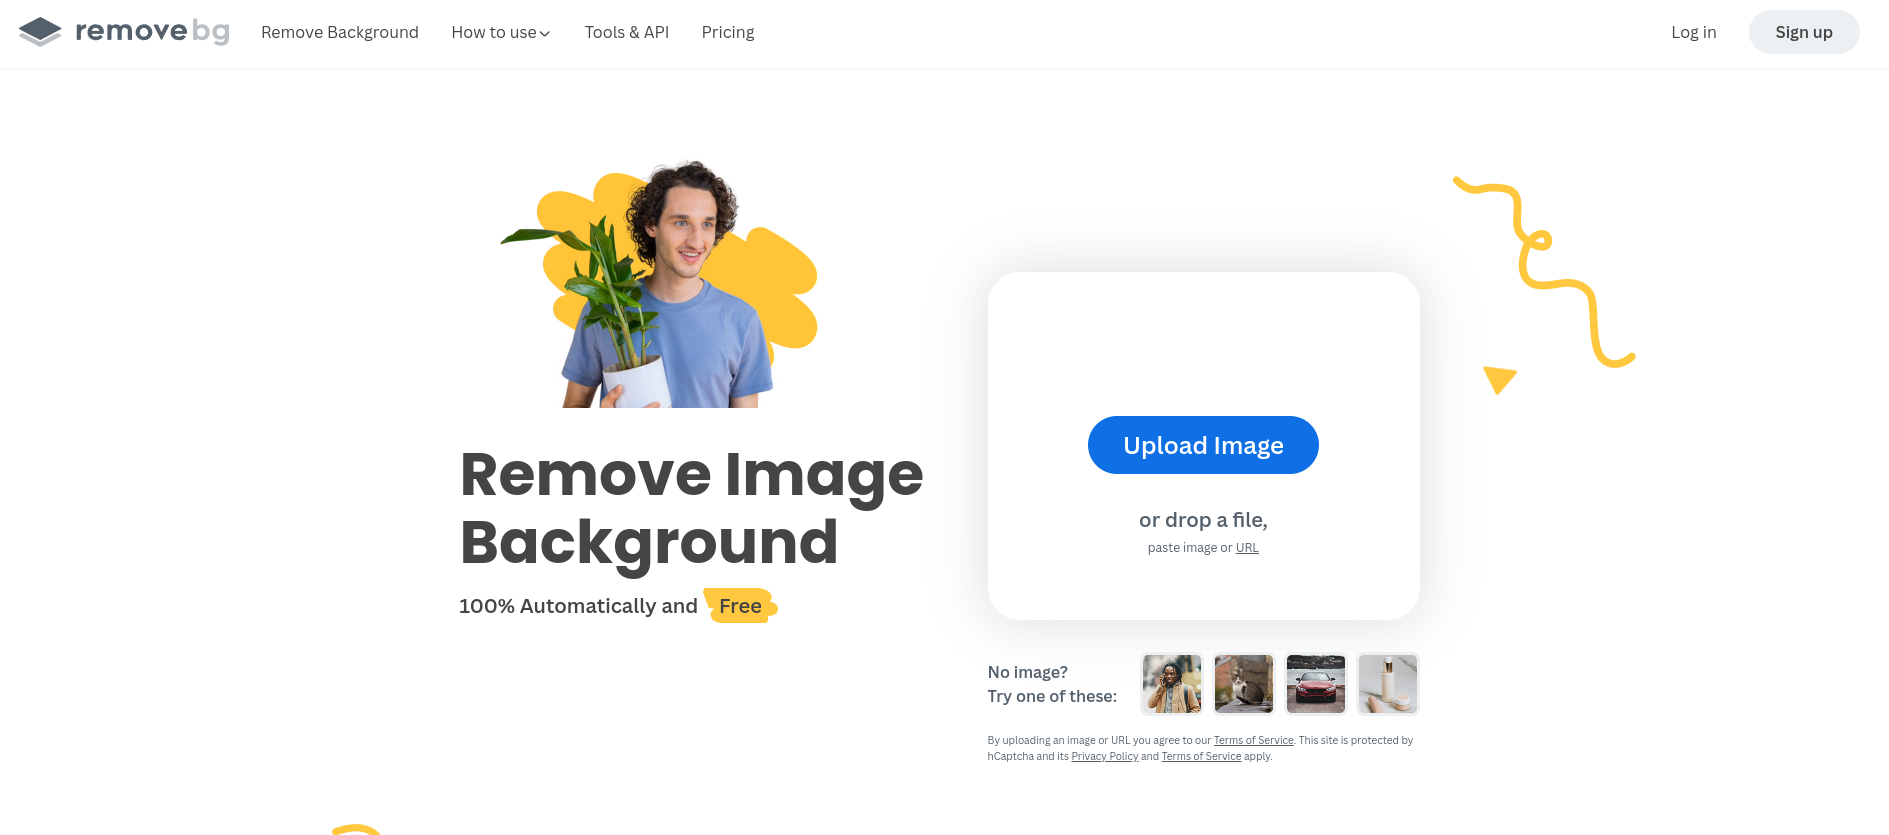 remove bg
Remove Background
How to use
Tools & API
Pricing
Log in
Sign up
Remove Image
Background
100% Automatically and Free
Upload Image
or drop a file,
paste image or URL
No image?
Try one of these:
By uploading an image or URL you agree to our Terms of Service. This site is protected by
hCaptcha and its Privacy Policy and Terms of Service apply.